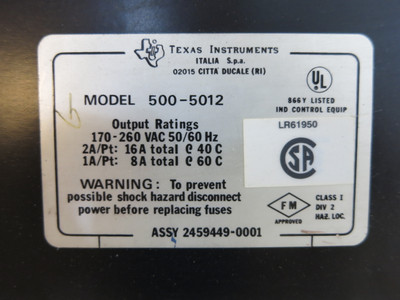 TEXAS INSTRUMENTS
ITALIA S.p.a.
02015 CITTA DUCALE (RI)
UL
866Y LISTED
IND CONTROL EQUIP
MODEL 500-5012
LR61950
Output Ratings
170-260 VAC 50/60 Hz
2A/Pt: 16A total @ 40 C
1A/Pt: 8A total @ 60 C
SA
WARNING: To prevent
possible shock hazard disconnect
power before replacing fuses
FM
APPROVED
CLASS I
DIV 2
HAZ. LOC.
ASSY 2459449-0001